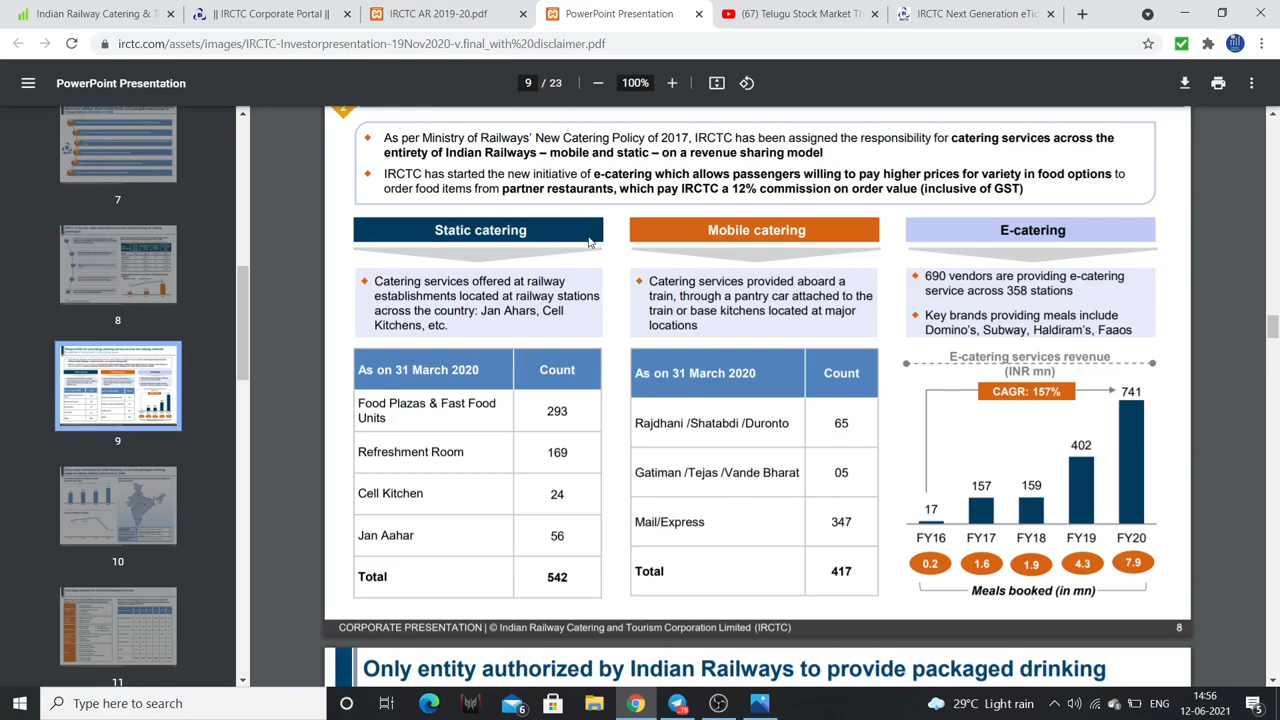 Indian Railway Catering & To
|| IRCTC Corporate Portal ||
IRCTC AR 2019-20.pdf
PowerPoint Presentation
(67) Telugu Stock Market Th
IRCTC Next Generation eTic
irctc.com/assets/images/IRCTC-Investorpresentation-19Nov2020-v.final_with%20disclaimer.pdf
PowerPoint Presentation
9 / 23
100%
7
8
9
10
11
2
As per Ministry of Railways' New Catering Policy of 2017, IRCTC has been assigned the responsibility for catering services across the
entirety of Indian Railways – mobile and static – on a revenue sharing model
IRCTC has started the new initiative of e-catering which allows passengers willing to pay higher prices for variety in food options to
order food items from partner restaurants, which pay IRCTC a 12% commission on order value (inclusive of GST)
Static catering
Catering services offered at railway
establishments located at railway stations
across the country: Jan Ahars, Cell
Kitchens, etc.
As on 31 March 2020 Count
Food Plazas & Fast Food
Units 293
Refreshment Room 169
Cell Kitchen 24
Jan Aahar 56
Total 542
Mobile catering
Catering services provided aboard a
train, through a pantry car attached to the
train or base kitchens located at major
locations
As on 31 March 2020 Count
Rajdhani /Shatabdi /Duronto 65
Gatiman /Tejas /Vande Bharat 05
Mail/Express 347
Total 417
E-catering
690 vendors are providing e-catering
service across 358 stations
Key brands providing meals include
Domino's, Subway, Haldiram's, Faaos
E-catering services revenue
(INR mn)
CAGR: 157%
17 157 159 402 741
FY16 FY17 FY18 FY19 FY20
0.2 1.6 1.9 4.3 7.9
Meals booked (in mn)
CORPORATE PRESENTATION | © Indian Railway Catering and Tourism Corporation Limited (IRCTC)
8
Only entity authorized by Indian Railways to provide packaged drinking
Type here to search
6
78
29°C Light rain
ENG
14:56
12-06-2021
5